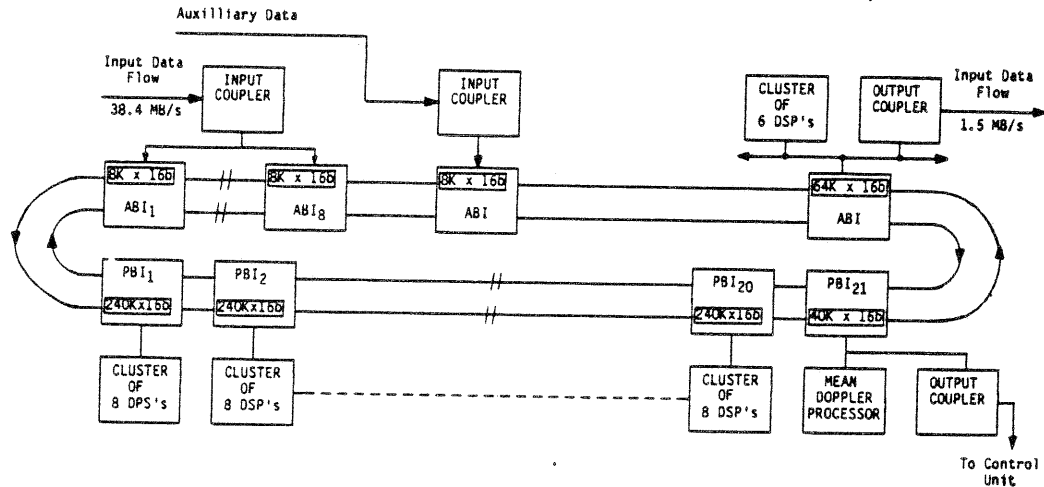 Auxilliary Data
Input Data
Flow
38.4 MB/s
INPUT
COUPLER
INPUT
COUPLER
CLUSTER
OF
6 DSP's
OUTPUT
COUPLER
Input Data
Flow
1.5 MB/s
8K x 16b
ABI1
8K x 16b
ABI8
8K x 16b
ABI
64K x 16b
ABI
PBI1
240Kx16b
PBI2
240Kx16b
PBI20
240Kx16b
PBI21
40K x 16b
CLUSTER
OF
8 DPS's
CLUSTER
OF
8 DSP's
CLUSTER
OF
8 DSP's
MEAN
DOPPLER
PROCESSOR
OUTPUT
COUPLER
To Control
Unit